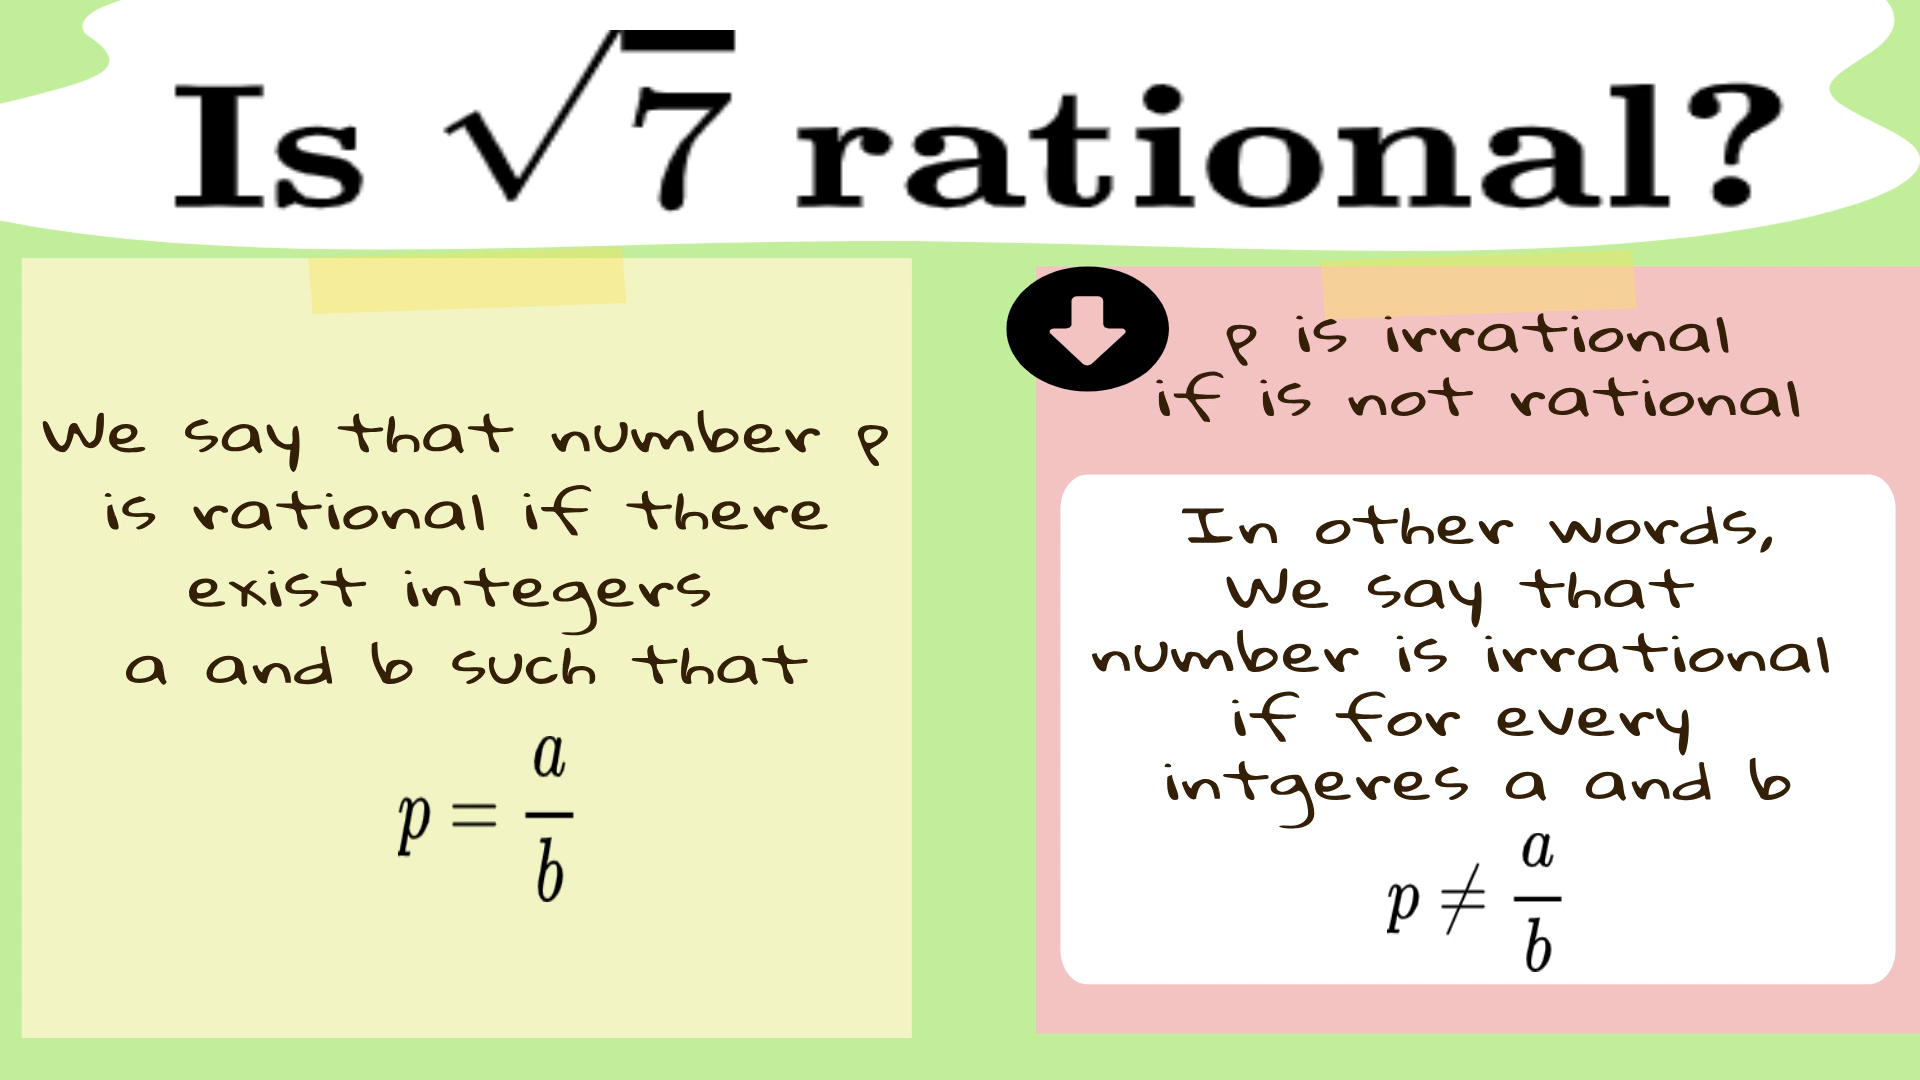 Is √7 rational?
We say that number p
is rational if there
exist integers
a and b such that
p = a/b
p is irrational
if is not rational
In other words,
We say that
number is irrational
if for every
intgeres a and b
p ≠ a/b